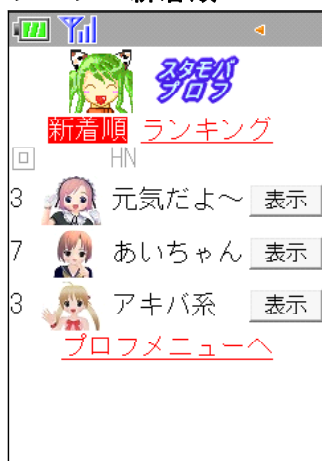 スタモバ
プロフ
新着順 ランキング
回 HN
3 元気だよ～ 表示
7 あいちゃん 表示
3 アキバ系 表示
プロフメニューへ